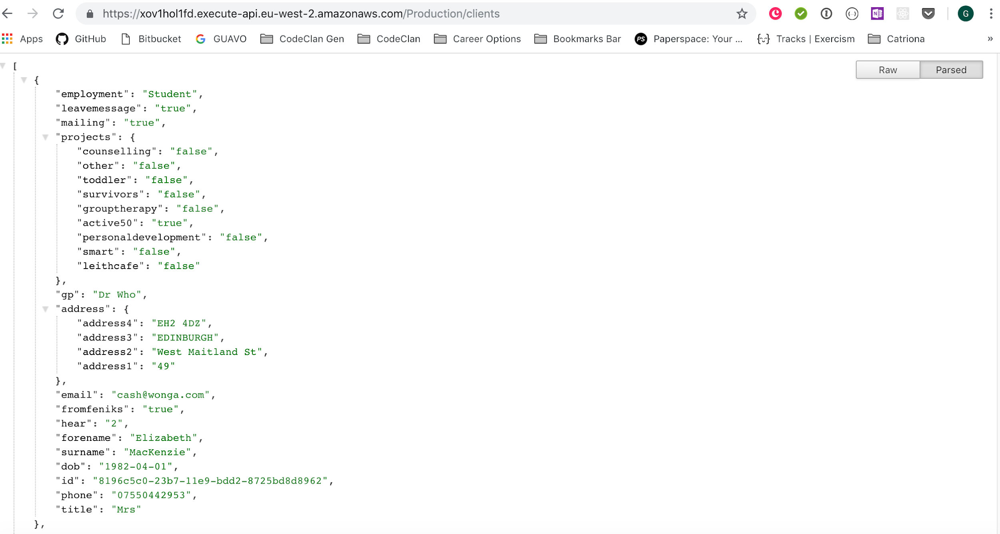 https://xov1hol1fd.execute-api.eu-west-2.amazonaws.com/Production/clients
G
Apps GitHub Bitbucket GUAVO CodeClan Gen CodeClan Career Options Bookmarks Bar PS Paperspace: Your ... Tracks | Exercism Catriona »
Raw Parsed
[
{
"employment": "Student",
"leavemessage": "true",
"mailing": "true",
"projects": {
"counselling": "false",
"other": "false",
"toddler": "false",
"survivors": "false",
"grouptherapy": "false",
"active50": "true",
"personaldevelopment": "false",
"smart": "false",
"leithcafe": "false"
},
"gp": "Dr Who",
"address": {
"address4": "EH2 4DZ",
"address3": "EDINBURGH",
"address2": "West Maitland St",
"address1": "49"
},
"email": "cash@wonga.com",
"fromfeniks": "true",
"hear": "2",
"forename": "Elizabeth",
"surname": "MacKenzie",
"dob": "1982-04-01",
"id": "8196c5c0-23b7-11e9-bdd2-8725bd8d8962",
"phone": "07550442953",
"title": "Mrs"
},